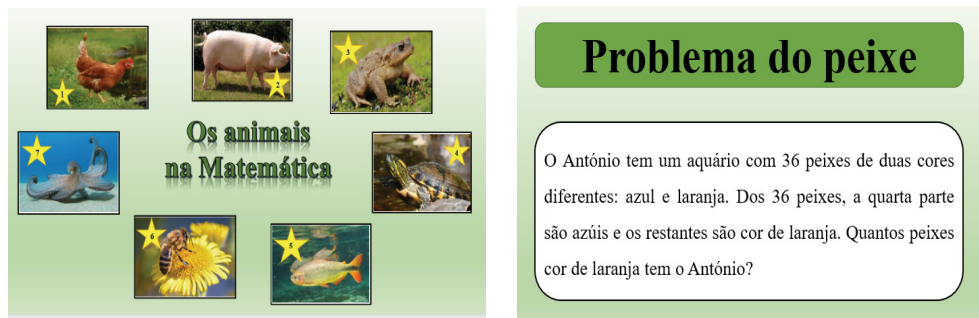 1
2
3
Os animais
na Matemática
7
4
6
5
Problema do peixe
O António tem um aquário com 36 peixes de duas cores
diferentes: azul e laranja. Dos 36 peixes, a quarta parte
são azúis e os restantes são cor de laranja. Quantos peixes
cor de laranja tem o António?